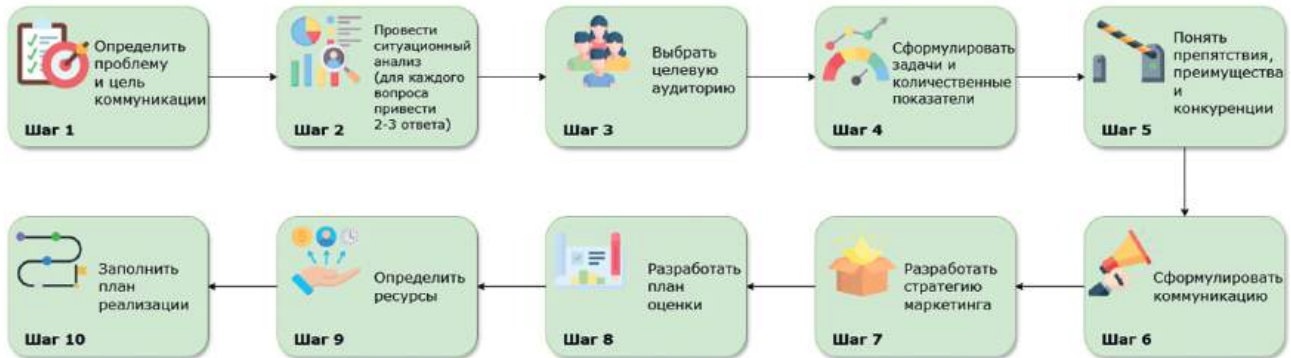 Определить
проблему
и цель
коммуникации
Шаг 1
Провести
ситуационный
анализ
(для каждого
вопроса
привести
2-3 ответа)
Шаг 2
Выбрать
целевую
аудиторию
Шаг 3
Сформулировать
задачи и
количественные
показатели
Шаг 4
Понять
препятствия,
преимущества
и
конкуренции
Шаг 5
Сформулировать
коммуникацию
Шаг 6
Разработать
стратегию
маркетинга
Шаг 7
Разработать
план
оценки
Шаг 8
Определить
ресурсы
Шаг 9
Заполнить
план
реализации
Шаг 10